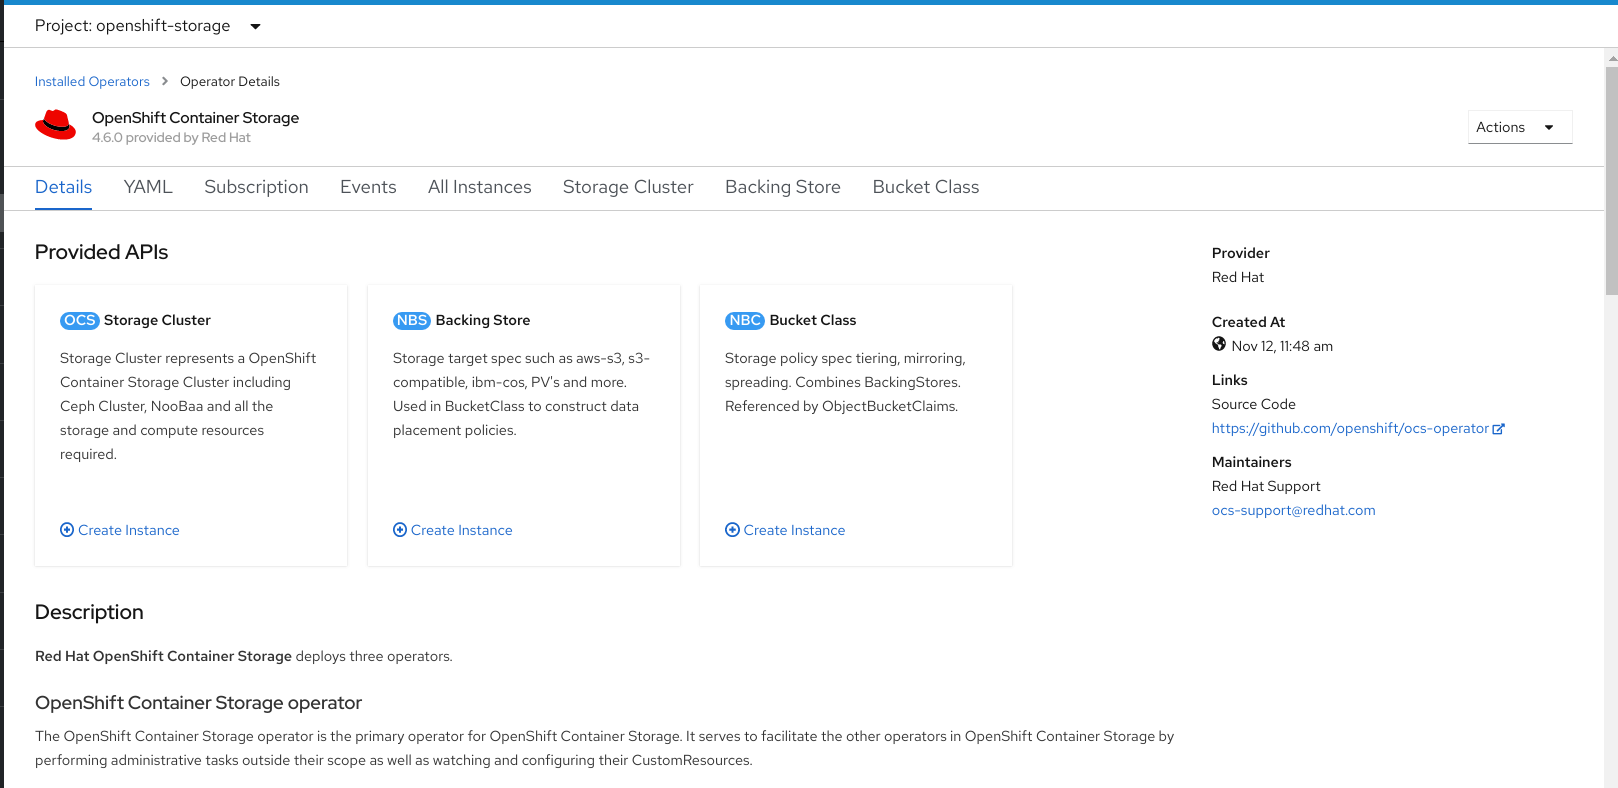 Project: openshift-storage
Installed Operators > Operator Details
OpenShift Container Storage
4.6.0 provided by Red Hat
Actions
Details YAML Subscription Events All Instances Storage Cluster Backing Store Bucket Class
Provided APIs
OCS Storage Cluster
Storage Cluster represents a OpenShift
Container Storage Cluster including
Ceph Cluster, NooBaa and all the
storage and compute resources
required.
Create Instance
NBS Backing Store
Storage target spec such as aws-s3, s3-
compatible, ibm-cos, PV's and more.
Used in BucketClass to construct data
placement policies.
Create Instance
NBC Bucket Class
Storage policy spec tiering, mirroring,
spreading. Combines BackingStores.
Referenced by ObjectBucketClaims.
Create Instance
Provider
Red Hat
Created At
Nov 12, 11:48 am
Links
Source Code
https://github.com/openshift/ocs-operator
Maintainers
Red Hat Support
ocs-support@redhat.com
Description
Red Hat OpenShift Container Storage deploys three operators.
OpenShift Container Storage operator
The OpenShift Container Storage operator is the primary operator for OpenShift Container Storage. It serves to facilitate the other operators in OpenShift Container Storage by
performing administrative tasks outside their scope as well as watching and configuring their CustomResources.